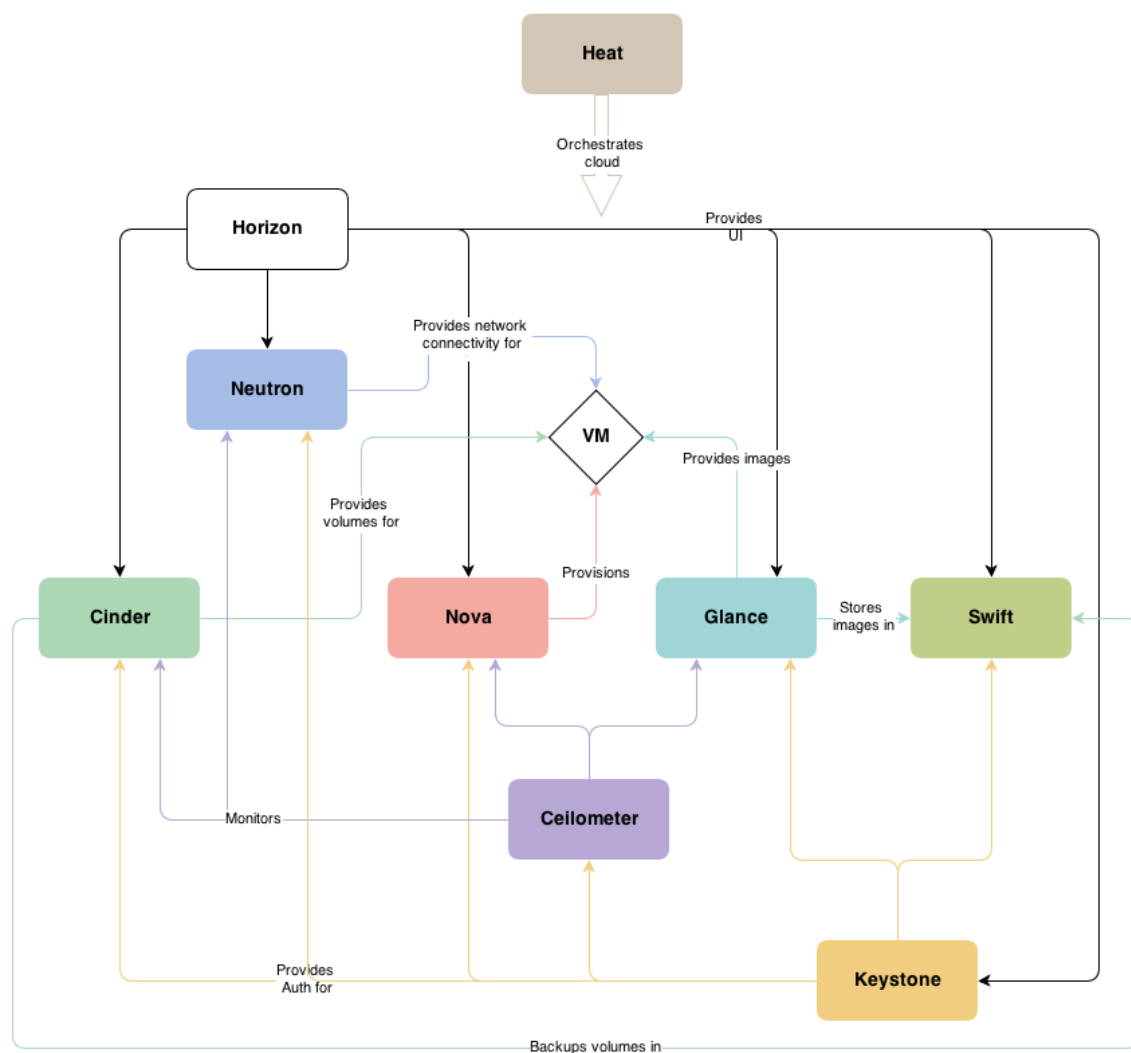 Heat
Orchestrates
cloud
Provides
UI
Horizon
Provides network
connectivity for
Neutron
VM
Provides images
Provides
volumes for
Provisions
Cinder
Nova
Glance
Stores
images in
Swift
Ceilometer
Monitors
Provides
Auth for
Keystone
Backups volumes in